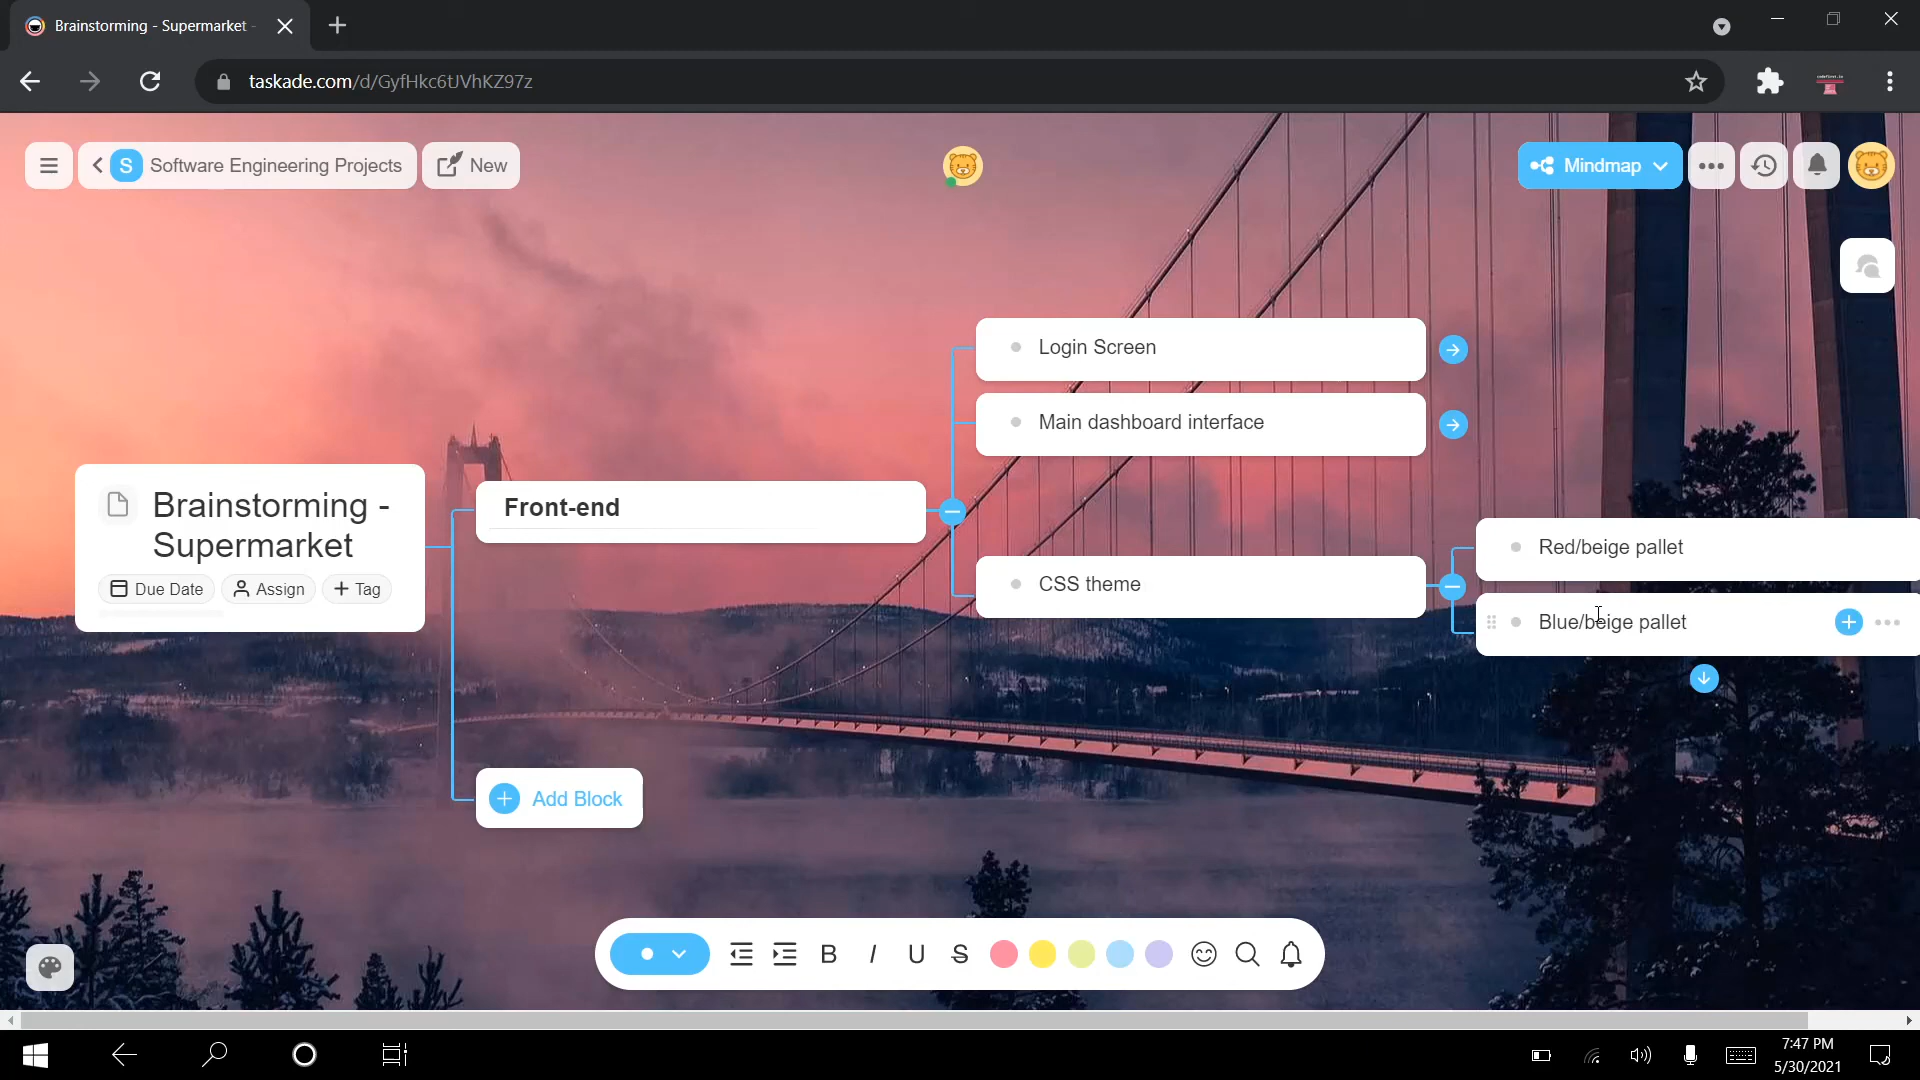 Brainstorming - Supermarket -
taskade.com/d/GyfHkc6tJVhKZ97z
S Software Engineering Projects
New
Mindmap
Login Screen
Main dashboard interface
Brainstorming -
Supermarket
Front-end
Red/beige pallet
CSS theme
Due Date
Assign
Tag
Blue/beige pallet
Add Block
B I U S
7:47 PM
5/30/2021